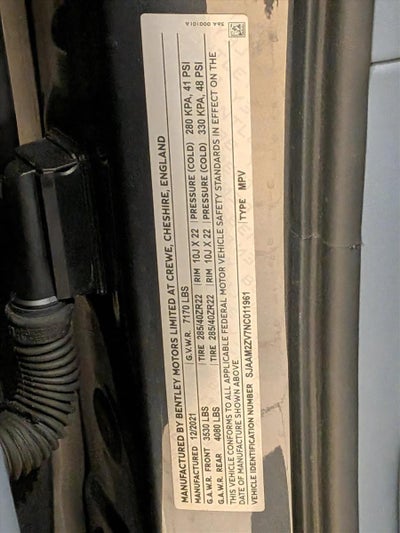 36A 000101A
MANUFACTURED BY BENTLEY MOTORS LIMITED AT CREWE, CHESHIRE, ENGLAND
MANUFACTURED 12/2021 G.V.W.R. 7170 LBS
G.A.W.R. FRONT 3530 LBS TIRE 285/40ZR22 RIM 10J X 22 PRESSURE (COLD) 280 KPA, 41 PSI
G.A.W.R. REAR 4080 LBS TIRE 285/40ZR22 RIM 10J X 22 PRESSURE (COLD) 330 KPA, 48 PSI
THIS VEHICLE CONFORMS TO ALL APPLICABLE FEDERAL MOTOR VEHICLE SAFETY STANDARDS IN EFFECT ON THE
DATE OF MANUFACTURE SHOWN ABOVE
VEHICLE IDENTIFICATION NUMBER SJAAM2ZV7NC011961 TYPE MPV